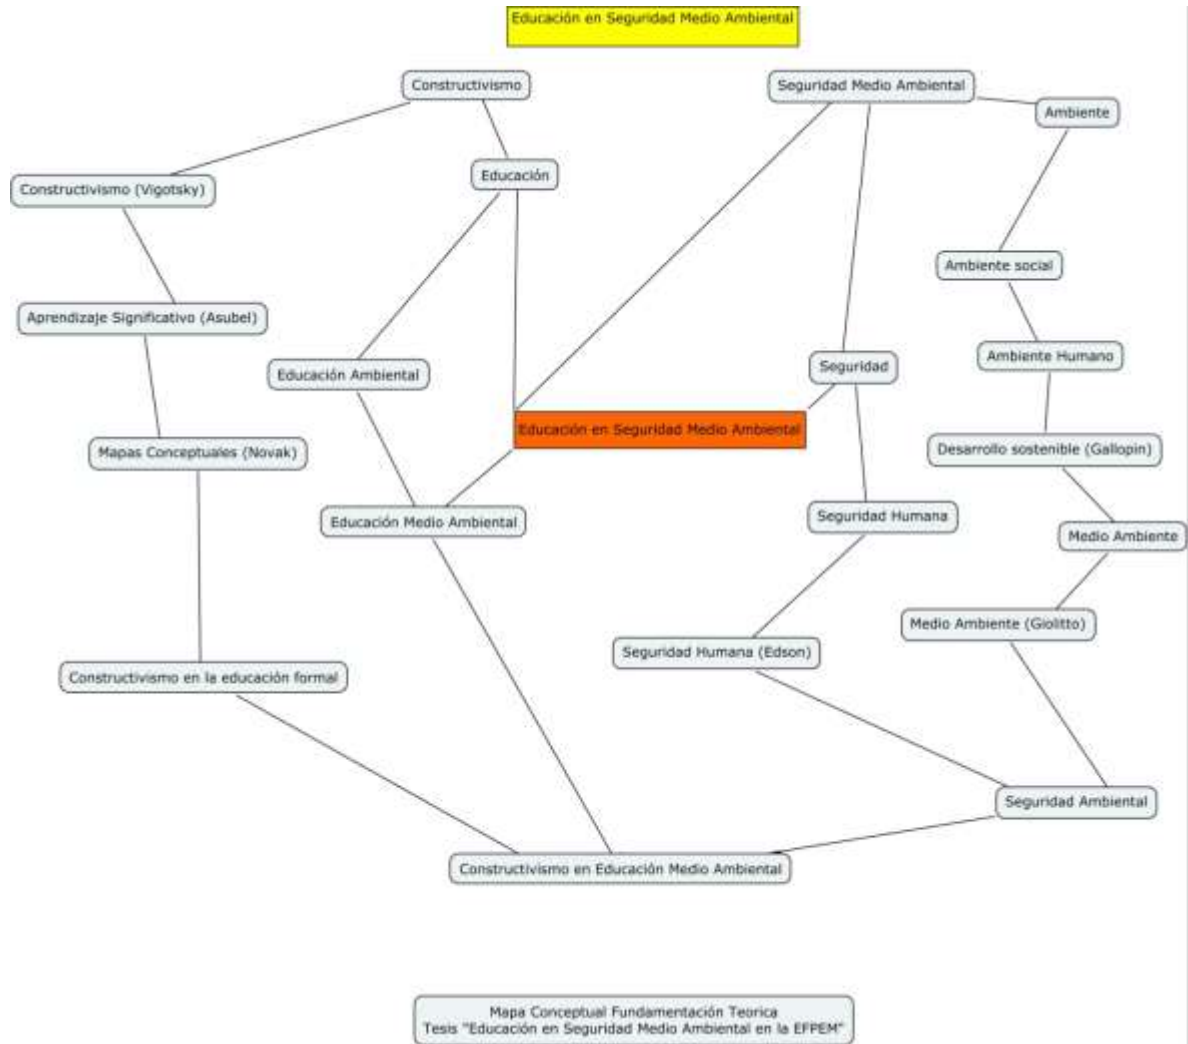 Educación en Seguridad Medio Ambiental
Constructivismo
Seguridad Medio Ambiental
Ambiente
Educación
Constructivismo (Vigotsky)
Ambiente social
Aprendizaje Significativo (Asubel)
Ambiente Humano
Seguridad
Educación Ambiental
Educación en Seguridad Medio Ambiental
Mapas Conceptuales (Novak)
Desarrollo sostenible (Gallopin)
Seguridad Humana
Educación Medio Ambiental
Medio Ambiente
Medio Ambiente (Giolitto)
Seguridad Humana (Edson)
Constructivismo en la educación formal
Seguridad Ambiental
Constructivismo en Educación Medio Ambiental
Mapa Conceptual Fundamentación Teorica
Tesis "Educación en Seguridad Medio Ambiental en la EFPEM"